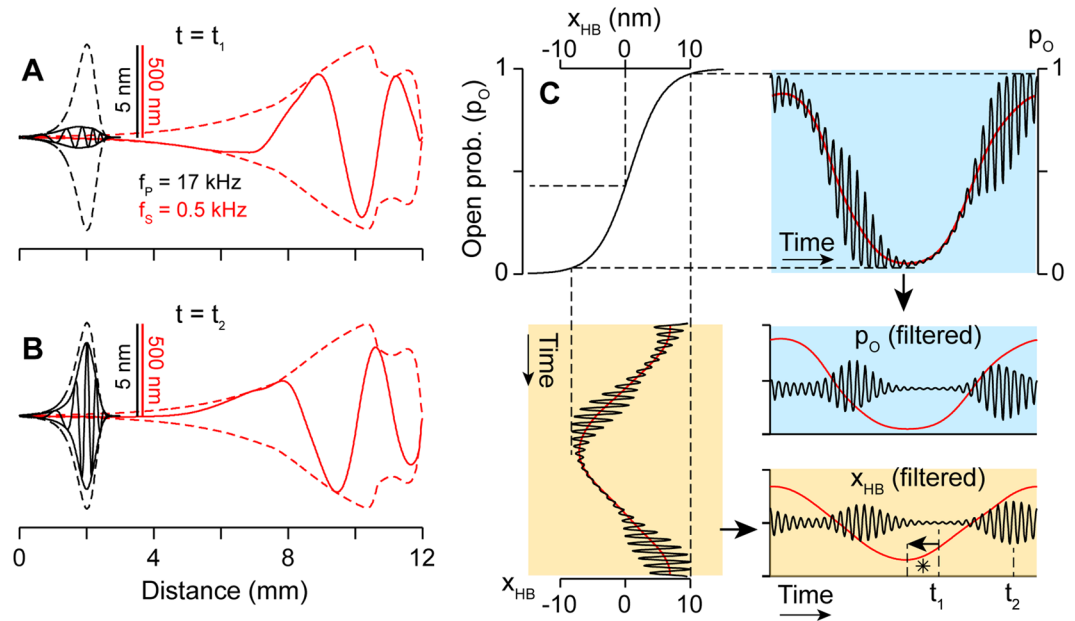 A
t = t1
5 nm
500 nm
fP = 17 kHz
fS = 0.5 kHz
B
t = t2
5 nm
500 nm
0 4 8 12
Distance (mm)
xHB (nm)
-10 0 10
C
Open prob. (pO)
1
0
pO
1
0
Time
Time
xHB
-10 0 10
pO (filtered)
xHB (filtered)
*
t1 t2
Time